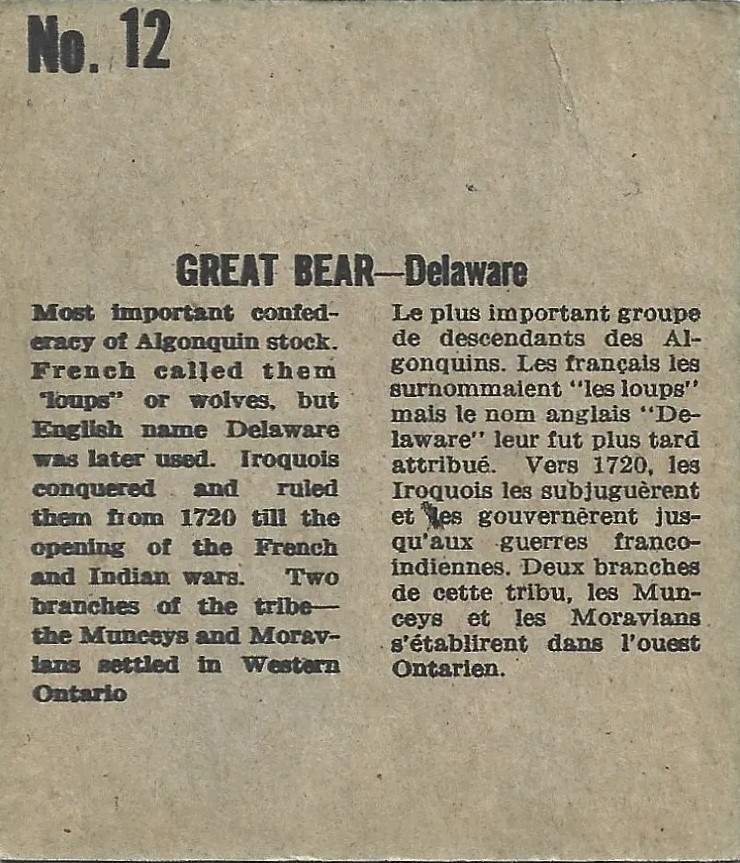 No. 12
GREAT BEAR—Delaware
Most important confed-
eracy of Algonquin stock.
French called them
"loups" or wolves, but
English name Delaware
was later used. Iroquois
conquered and ruled
them from 1720 till the
opening of the French
and Indian wars. Two
branches of the tribe—
the Munceys and Morav-
ians settled in Western
Ontario
Le plus important groupe
de descendants des Al-
gonquins. Les français les
surnommaient "les loups"
mais le nom anglais "De-
laware" leur fut plus tard
attribué. Vers 1720, les
Iroquois les subjuguèrent
et les gouvernèrent jus-
qu'aux guerres franco-
indiennes. Deux branches
de cette tribu, les Mun-
ceys et les Moravians
s'établirent dans l'ouest
Ontarien.